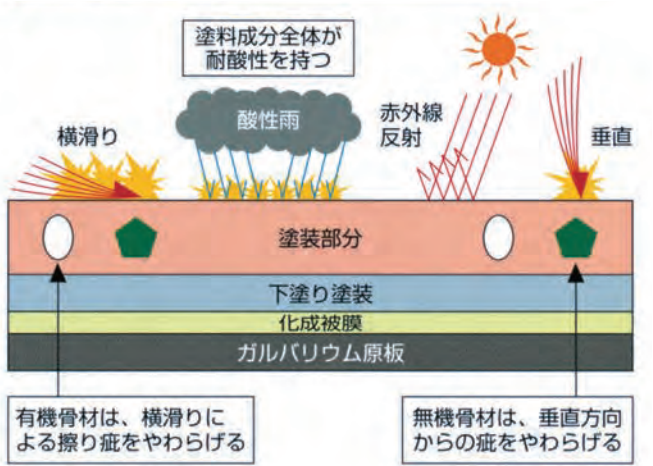 塗料成分全体が
耐酸性を持つ
酸性雨
赤外線
反射
横滑り
垂直
塗装部分
下塗り塗装
化成被膜
ガルバリウム原板
有機骨材は、横滑りに
よる擦り疵をやわらげる
無機骨材は、垂直方向
からの疵をやわらげる